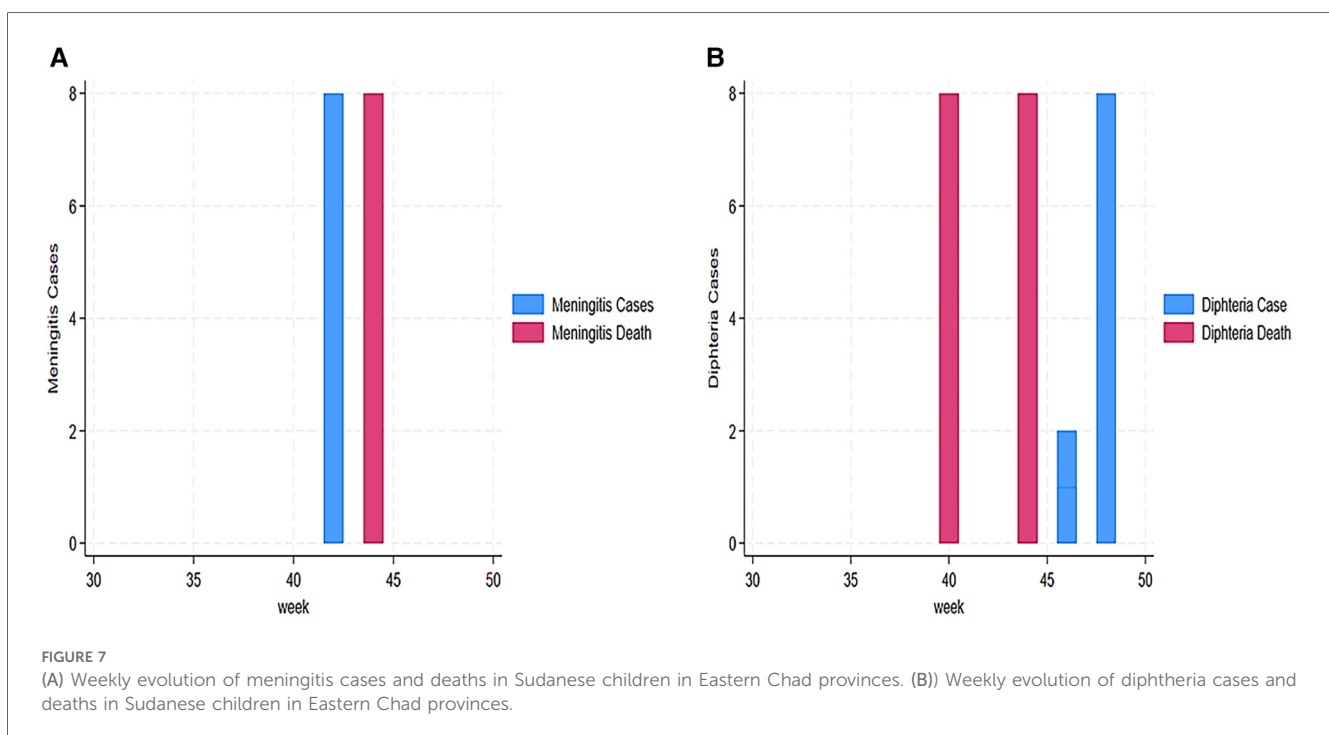 A
8
6
4
2
0
Meningitis Cases
30 35 40 45 50
week
Meningitis Cases
Meningitis Death
B
8
6
4
2
0
Diphteria Cases
30 35 40 45 50
week
Diphteria Case
Diphteria Death
FIGURE 7
(A) Weekly evolution of meningitis cases and deaths in Sudanese children in Eastern Chad provinces. (B)) Weekly evolution of diphtheria cases and
deaths in Sudanese children in Eastern Chad provinces.